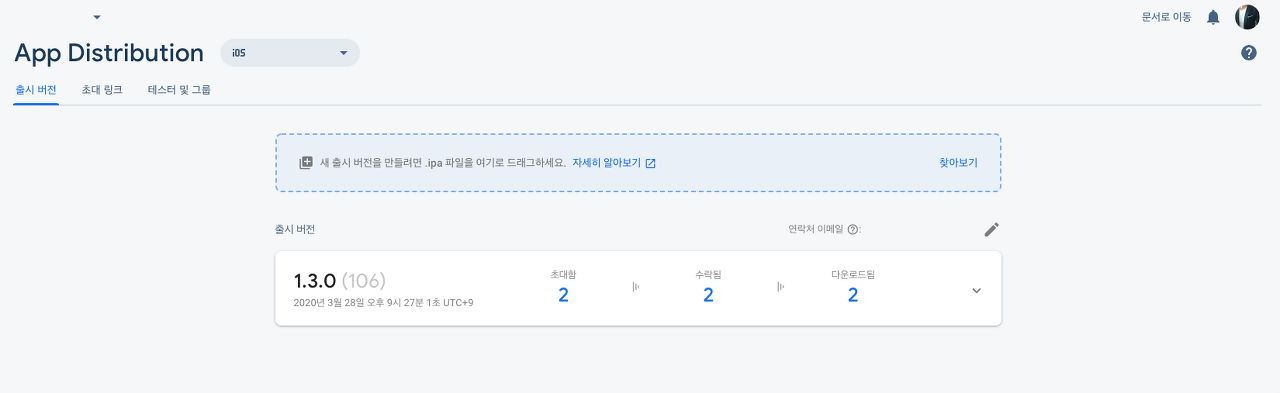 문서로 이동
App Distribution
iOS
출시 버전 초대 링크 테스터 및 그룹
새 출시 버전을 만들려면 .ipa 파일을 여기로 드래그하세요. 자세히 알아보기 찾아보기
출시 버전 연락처 이메일 :
1.3.0 (106)
2020년 3월 28일 오후 9시 27분 1초 UTC+9
초대함
2
수락됨
2
다운로드됨
2